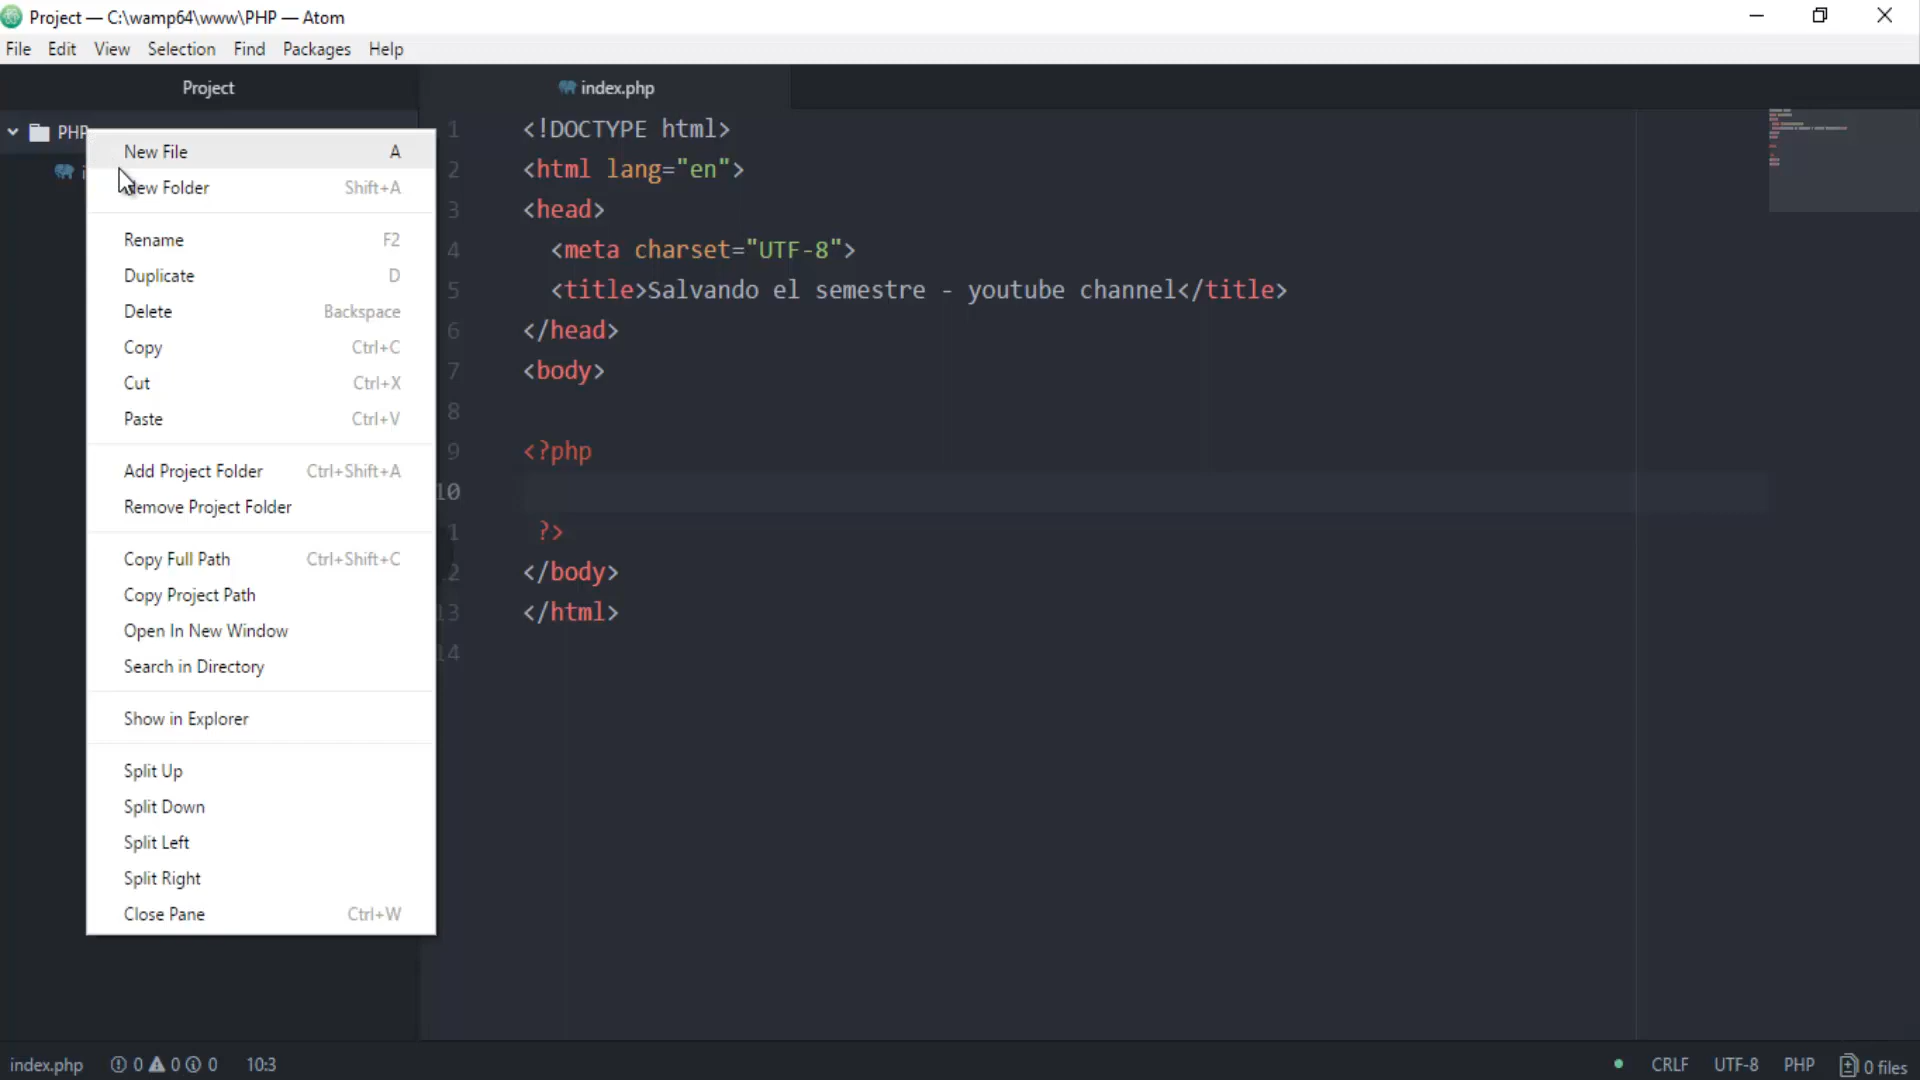 Project — C:\wamp64\www\PHP — Atom
File Edit View Selection Find Packages Help
Project
index.php
PHP
New File A
New Folder Shift+A
Rename F2
Duplicate D
Delete Backspace
Copy Ctrl+C
Cut Ctrl+X
Paste Ctrl+V
Add Project Folder Ctrl+Shift+A
Remove Project Folder
Copy Full Path Ctrl+Shift+C
Copy Project Path
Open In New Window
Search in Directory
Show in Explorer
Split Up
Split Down
Split Left
Split Right
Close Pane Ctrl+W
1 <!DOCTYPE html>
2 <html lang="en">
3 <head>
4 <meta charset="UTF-8">
5 <title>Salvando el semestre - youtube channel</title>
6 </head>
7 <body>
8
9 <?php
10
1 ?>
12 </body>
13 </html>
14
index.php 0 0 0 10:3 CRLF UTF-8 PHP 0 files